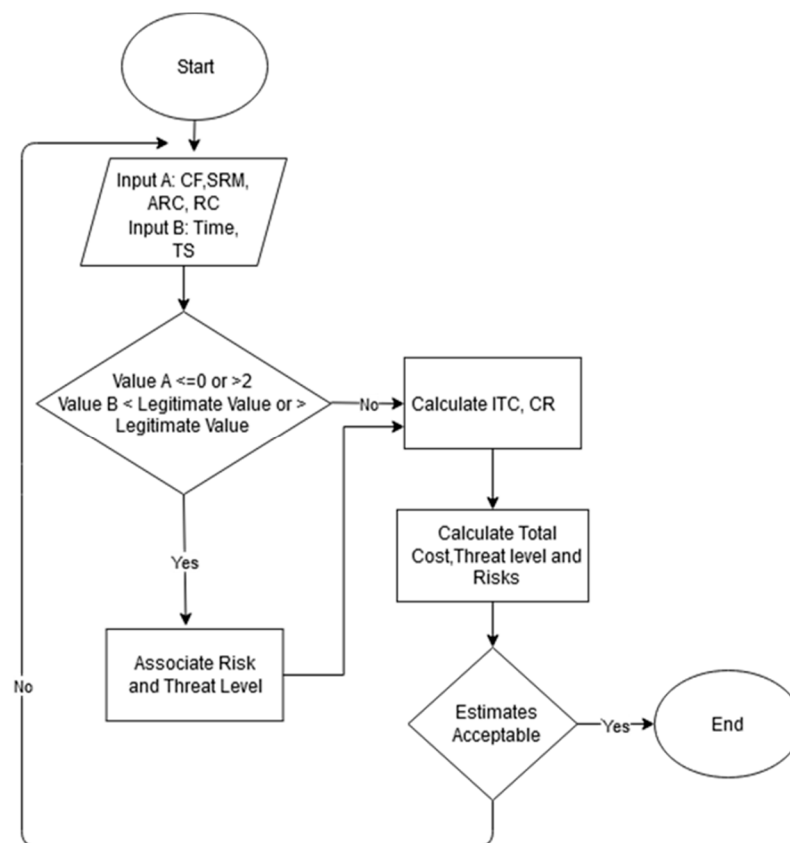 Start
Input A: CF,SRM,
ARC, RC
Input B: Time,
TS
Value A <=0 or >2
Value B < Legitimate Value or >
Legitimate Value
No
Calculate ITC, CR
Calculate Total
Cost,Threat level and
Risks
Yes
Associate Risk
and Threat Level
No
Estimates
Acceptable
Yes
End